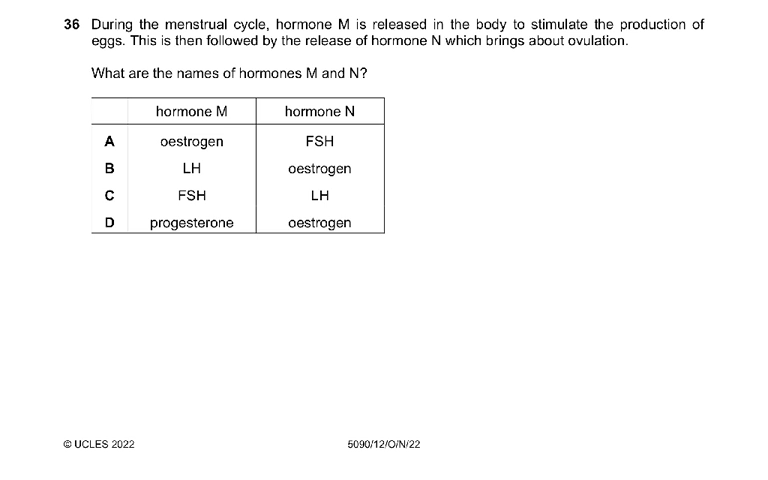 36 During the menstrual cycle, hormone M is released in the body to stimulate the production of
eggs. This is then followed by the release of hormone N which brings about ovulation.
What are the names of hormones M and N?
hormone M hormone N
A oestrogen FSH
B LH oestrogen
C FSH LH
D progesterone oestrogen
© UCLES 2022 5090/12/O/N/22